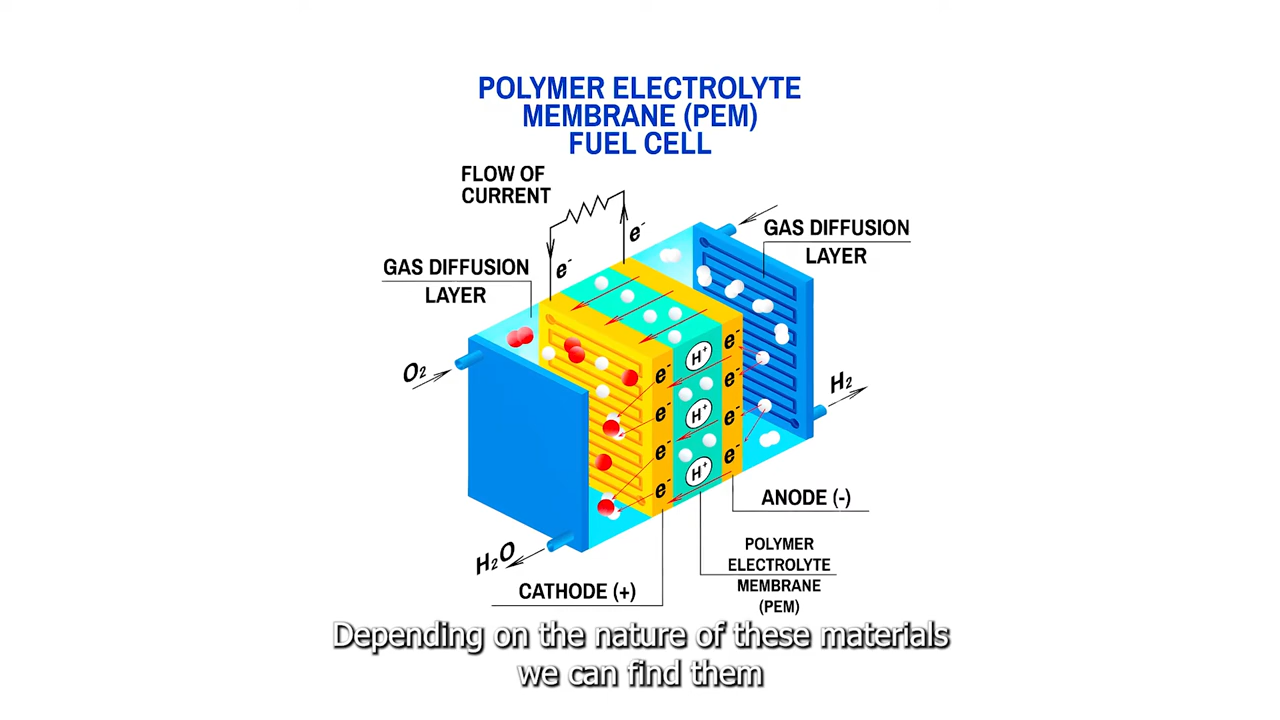 POLYMER ELECTROLYTE
MEMBRANE (PEM)
FUEL CELL
FLOW OF
CURRENT
e⁻
e⁻
GAS DIFFUSION
LAYER
GAS DIFFUSION
LAYER
O₂
H₂
e⁻
e⁻
e⁻
e⁻
e⁻
e⁻
e⁻
e⁻
H⁺
H⁺
H⁺
H₂O
ANODE (-)
CATHODE (+)
POLYMER
ELECTROLYTE
MEMBRANE
(PEM)
Depending on the nature of these materials
we can find them